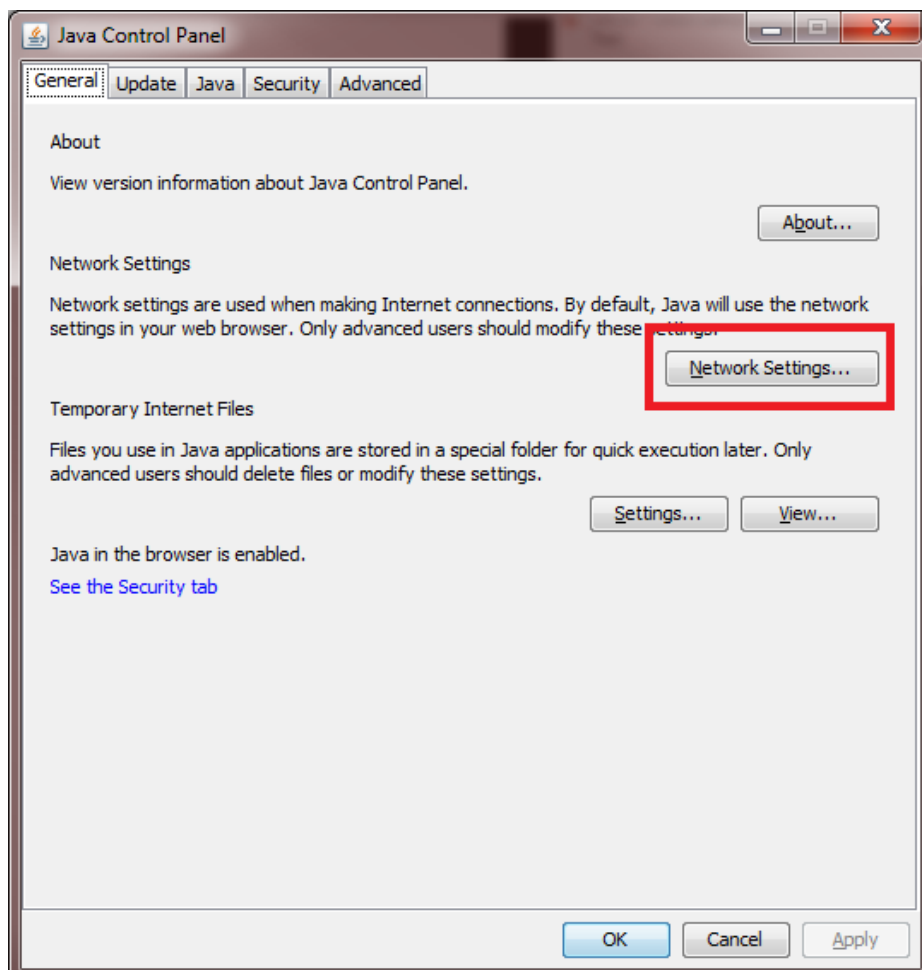 Java Control Panel
General Update Java Security Advanced
About
View version information about Java Control Panel.
About...
Network Settings
Network settings are used when making Internet connections. By default, Java will use the network
settings in your web browser. Only advanced users should modify these settings.
Network Settings...
Temporary Internet Files
Files you use in Java applications are stored in a special folder for quick execution later. Only
advanced users should delete files or modify these settings.
Settings... View...
Java in the browser is enabled.
See the Security tab
OK Cancel Apply